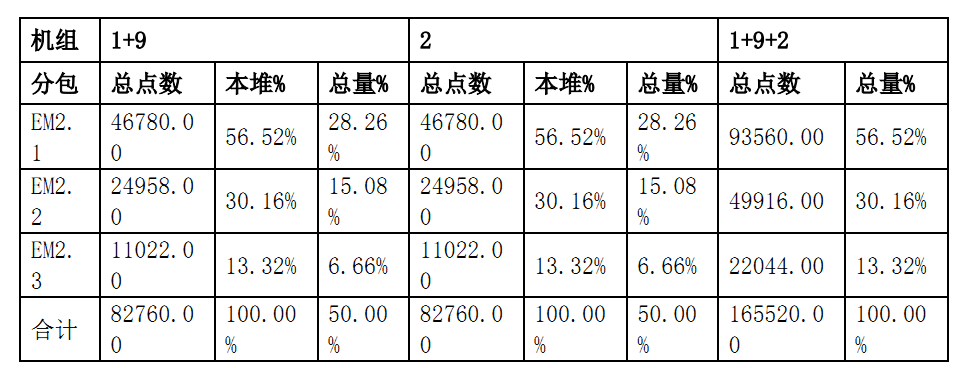 机组 1+9 2 1+9+2
分包 总点数 本堆% 总量% 总点数 本堆% 总量% 总点数 总量%
EM2.1 46780.00 56.52% 28.26% 46780.00 56.52% 28.26% 93560.00 56.52%
EM2.2 24958.00 30.16% 15.08% 24958.00 30.16% 15.08% 49916.00 30.16%
EM2.3 11022.00 13.32% 6.66% 11022.00 13.32% 6.66% 22044.00 13.32%
合计 82760.00 100.00% 50.00% 82760.00 100.00% 50.00% 165520.00 100.00%